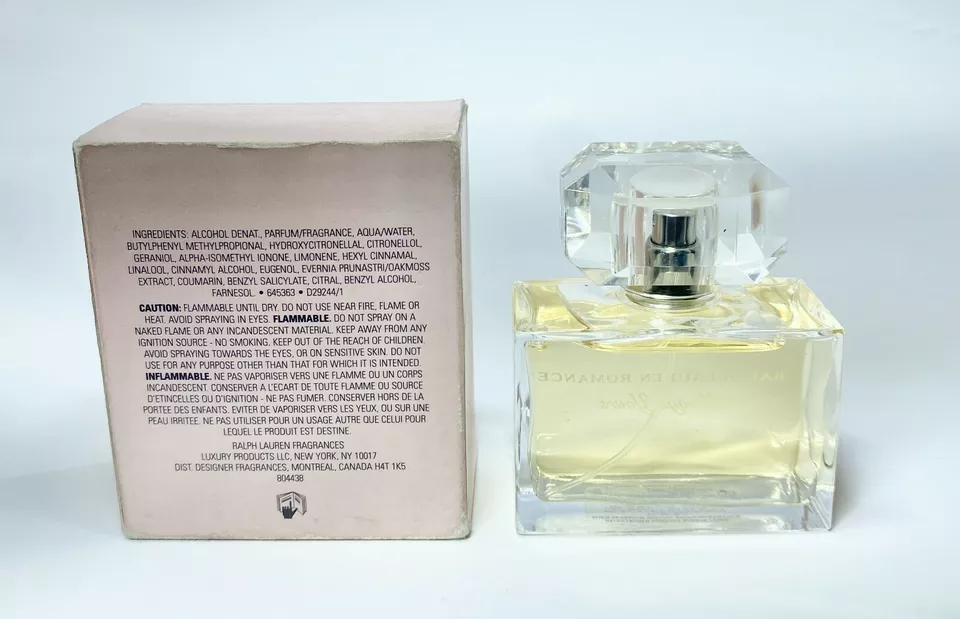 INGREDIENTS: ALCOHOL DENAT., PARFUM/FRAGRANCE, AQUA/WATER,
BUTYLPHENYL METHYLPROPIONAL, HYDROXYCITRONELLAL, CITRONELLOL,
GERANIOL, ALPHA-ISOMETHYL IONONE, LIMONENE, HEXYL CINNAMAL,
LINALOOL, CINNAMYL ALCOHOL, EUGENOL, EVERNIA PRUNASTRI/OAKMOSS
EXTRACT, COUMARIN, BENZYL SALICYLATE, CITRAL, BENZYL ALCOHOL,
FARNESOL. • 645363 • D29244/1
CAUTION: FLAMMABLE UNTIL DRY. DO NOT USE NEAR FIRE, FLAME OR
HEAT. AVOID SPRAYING IN EYES. FLAMMABLE. DO NOT SPRAY ON A
NAKED FLAME OR ANY INCANDESCENT MATERIAL. KEEP AWAY FROM ANY
IGNITION SOURCE - NO SMOKING. KEEP OUT OF THE REACH OF CHILDREN.
AVOID SPRAYING TOWARDS THE EYES, OR ON SENSITIVE SKIN. DO NOT
USE FOR ANY PURPOSE OTHER THAN THAT FOR WHICH IT IS INTENDED.
INFLAMMABLE. NE PAS VAPORISER VERS UNE FLAMME OU UN CORPS
INCANDESCENT. CONSERVER A L'ECART DE TOUTE FLAMME OU SOURCE
D'ETINCELLES OU D'IGNITION - NE PAS FUMER. CONSERVER HORS DE LA
PORTEE DES ENFANTS. EVITER DE VAPORISER VERS LES YEUX, OU SUR UNE
PEAU IRRITEE. NE PAS UTILISER POUR UN USAGE AUTRE QUE CELUI POUR
LEQUEL LE PRODUIT EST DESTINE.
RALPH LAUREN FRAGRANCES
LUXURY PRODUCTS LLC, NEW YORK, NY 10017
DIST. DESIGNER FRAGRANCES, MONTREAL, CANADA H4T 1K5
804438
ROMANCE